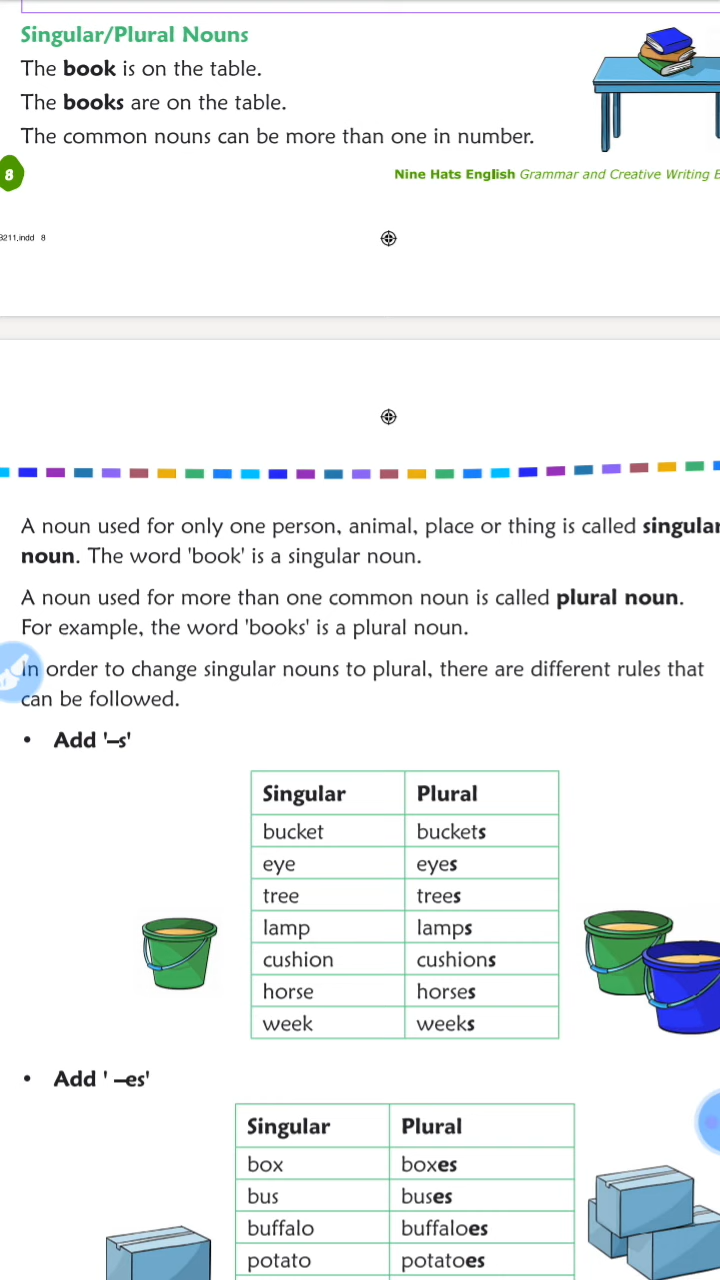 Singular/Plural Nouns
The book is on the table.
The books are on the table.
The common nouns can be more than one in number.
8
Nine Hats English Grammar and Creative Writing
3211.indd 8
A noun used for only one person, animal, place or thing is called singular
noun. The word 'book' is a singular noun.
A noun used for more than one common noun is called plural noun.
For example, the word 'books' is a plural noun.
In order to change singular nouns to plural, there are different rules that
can be followed.
• Add '–s'
Singular Plural
bucket buckets
eye eyes
tree trees
lamp lamps
cushion cushions
horse horses
week weeks
• Add ' –es'
Singular Plural
box boxes
bus buses
buffalo buffaloes
potato potatoes